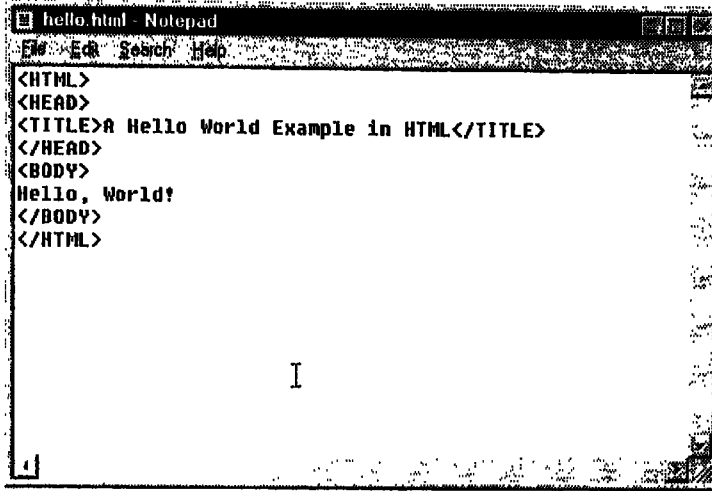 hello.html - Notepad
File Edit Search Help
<HTML>
<HEAD>
<TITLE>A Hello World Example in HTML</TITLE>
</HEAD>
<BODY>
Hello, World!
</BODY>
</HTML>